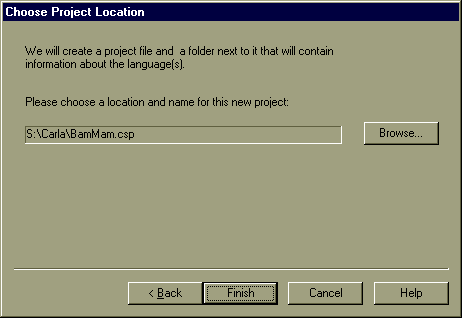 Choose Project Location
We will create a project file and  a folder next to it that will contain
information about the language(s).
Please choose a location and name for this new project:
S:\Carla\BamMam.csp
Browse...
< Back
Finish
Cancel
Help